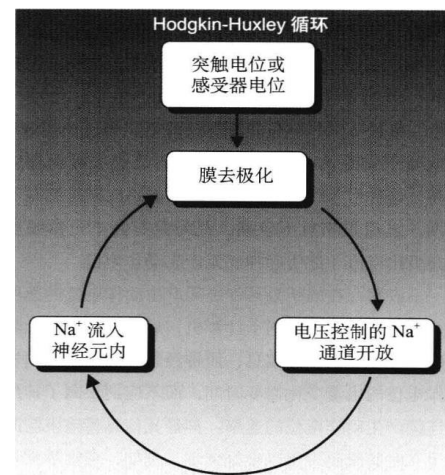 Hodgkin-Huxley 循环
突触电位或
感受器电位
膜去极化
Na⁺ 流入
神经元内
电压控制的 Na⁺
通道开放